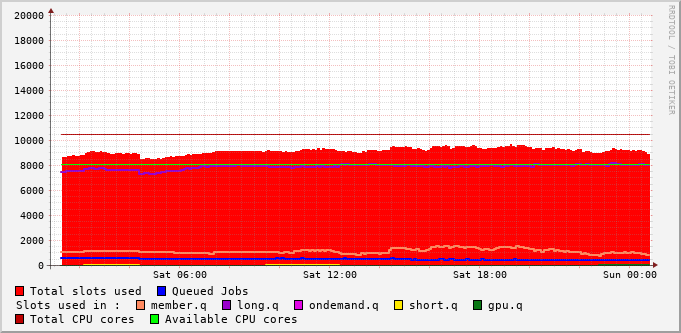 20000
18000
16000
14000
12000
10000
8000
6000
4000
2000
0
Sat 06:00 Sat 12:00 Sat 18:00 Sun 00:00
RRDTOOL / TOBI OETIKER
Total slots used Queued Jobs
Slots used in : member.q long.q ondemand.q short.q gpu.q
Total CPU cores Available CPU cores